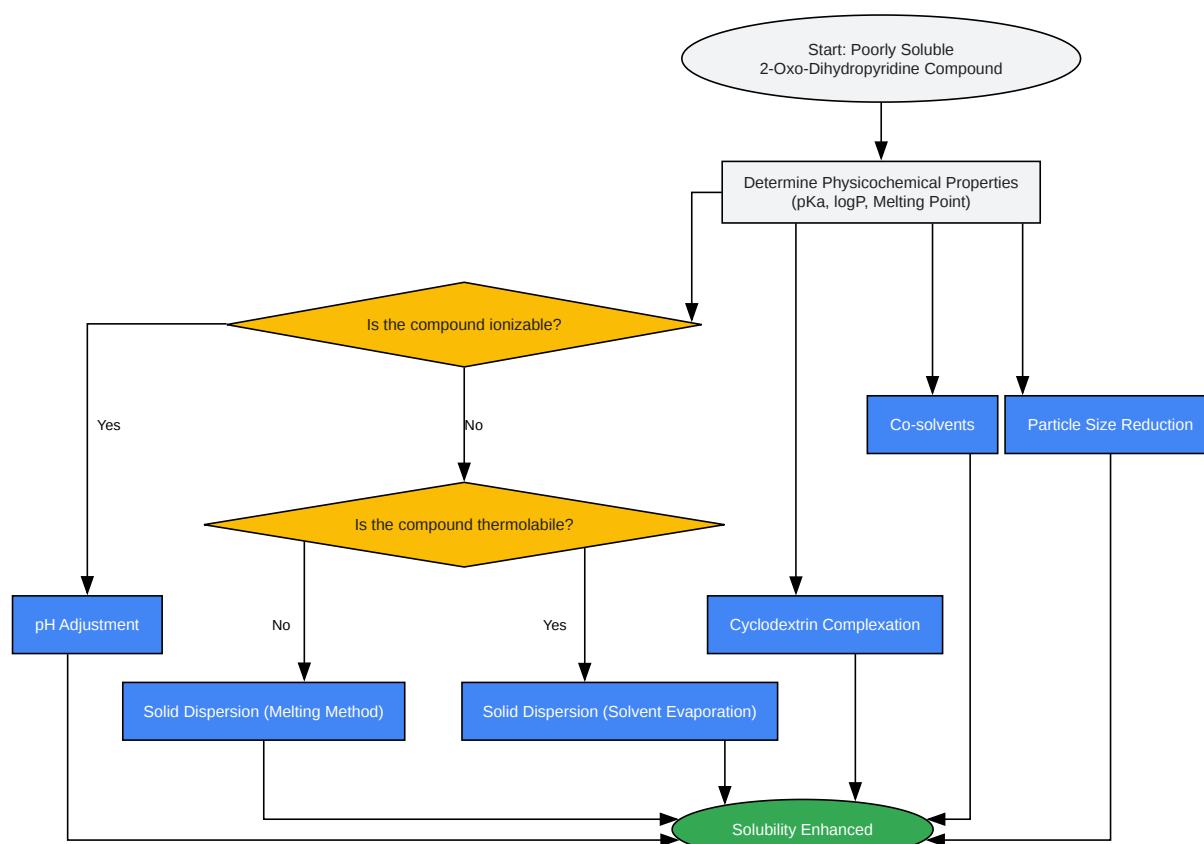 Start: Poorly Soluble
2-Oxo-Dihydropyridine Compound
Determine Physicochemical Properties
(pKa, logP, Melting Point)
Is the compound ionizable?
Yes
No
Co-solvents
Particle Size Reduction
Is the compound thermolabile?
pH Adjustment
No
Yes
Cyclodextrin Complexation
Solid Dispersion (Melting Method)
Solid Dispersion (Solvent Evaporation)
Solubility Enhanced